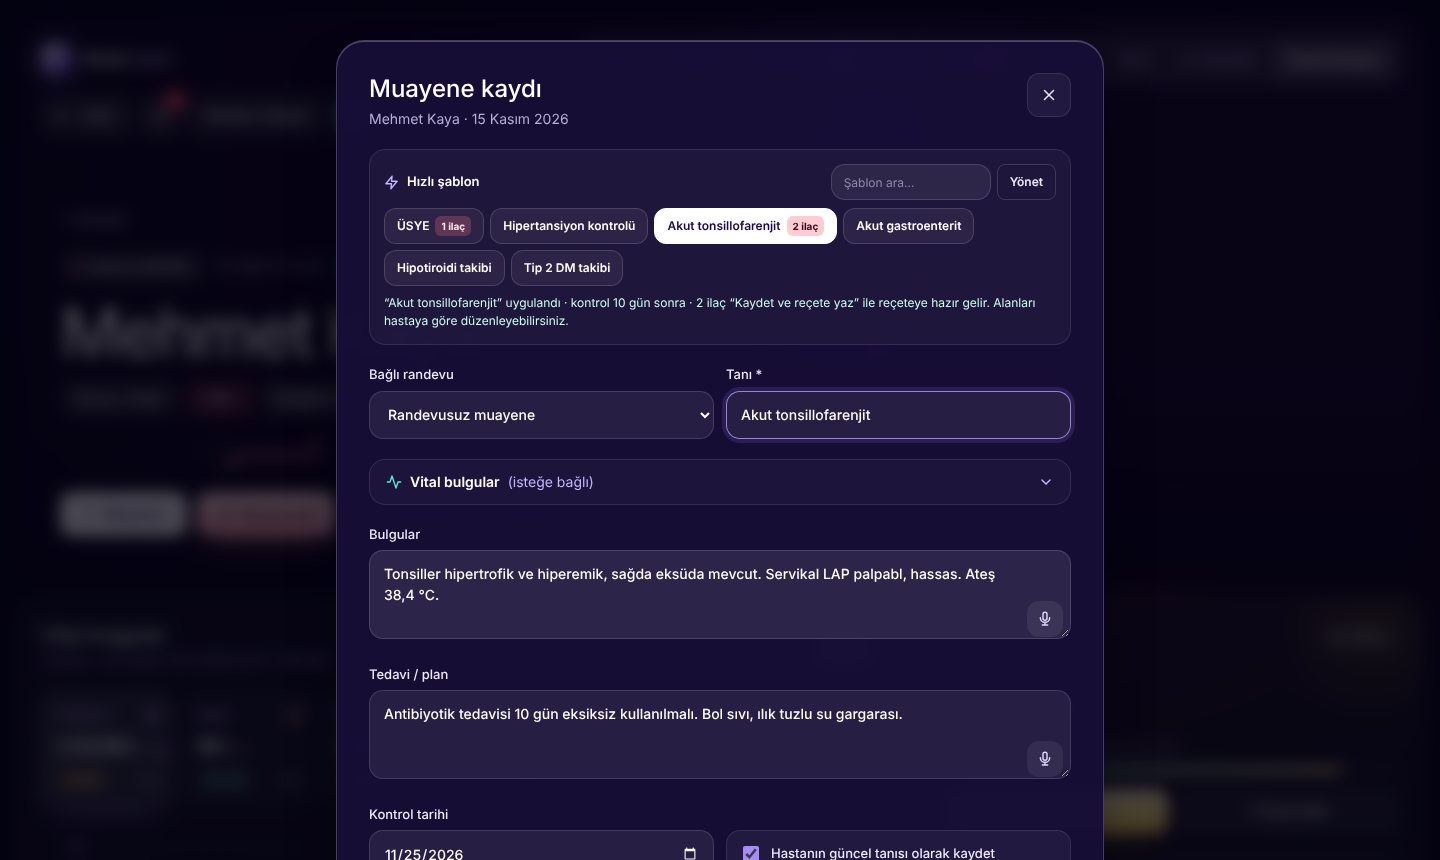 Muayene kaydı
Mehmet Kaya · 15 Kasım 2026
Hızlı şablon
Şablon ara...
Yönet
ÜSYE 1 ilaç
Hipertansiyon kontrolü
Akut tonsillofarenjit 2 ilaç
Akut gastroenterit
Hipotiroidi takibi
Tip 2 DM takibi
“Akut tonsillofarenjit” uygulandı · kontrol 10 gün sonra · 2 ilaç “Kaydet ve reçete yaz” ile reçeteye hazır gelir. Alanları
hastaya göre düzenleyebilirsiniz.
Bağlı randevu
Tanı *
Randevusuz muayene
Akut tonsillofarenjit
Vital bulgular (isteğe bağlı)
Bulgular
Tonsiller hipertrofik ve hiperemik, sağda eksüda mevcut. Servikal LAP palpabl, hassas. Ateş
38,4 °C.
Tedavi / plan
Antibiyotik tedavisi 10 gün eksiksiz kullanılmalı. Bol sıvı, ılık tuzlu su gargarası.
Kontrol tarihi
11/25/2026
Hastanın güncel tanısı olarak kaydet